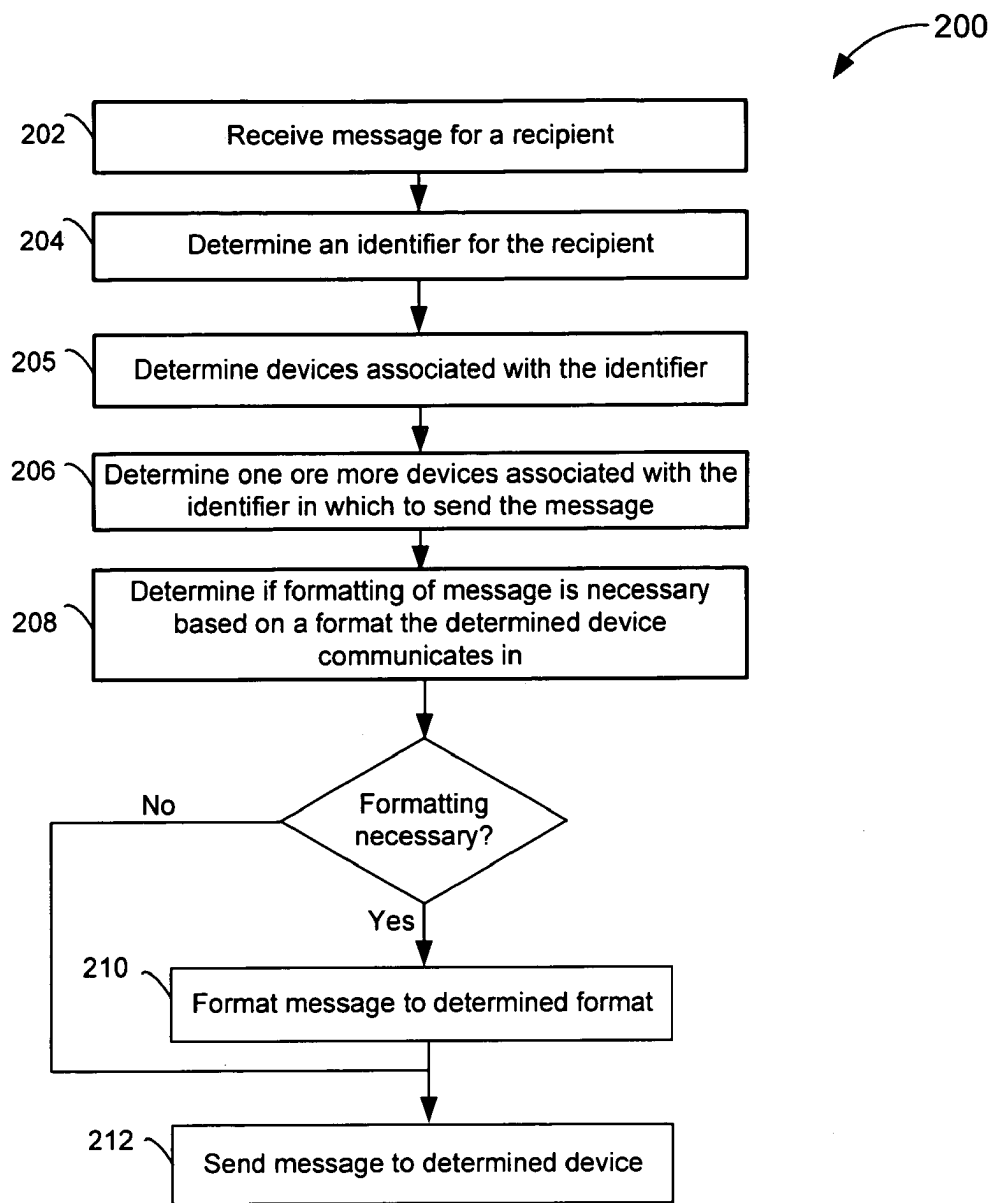 200
202
Receive message for a recipient
204
Determine an identifier for the recipient
205
Determine devices associated with the identifier
206
Determine one ore more devices associated with the
identifier in which to send the message
208
Determine if formatting of message is necessary
based on a format the determined device
communicates in
No
Formatting
necessary?
Yes
210
Format message to determined format
212
Send message to determined device